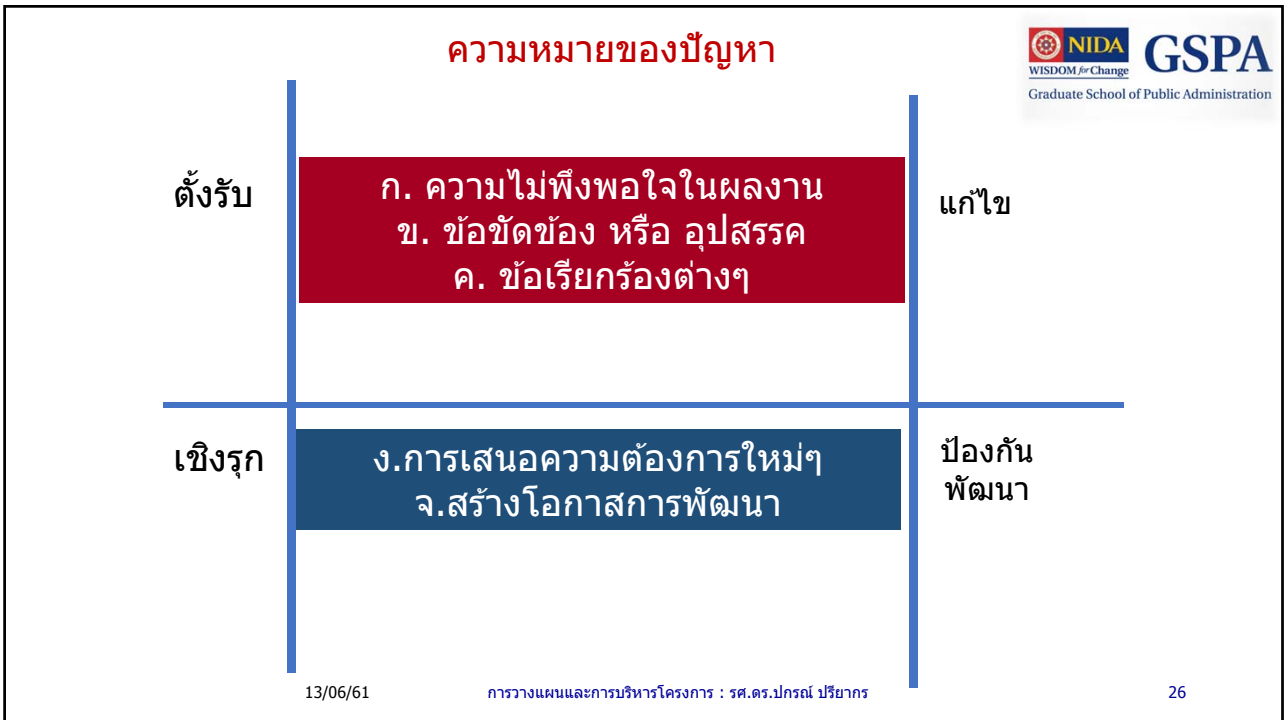 ความหมายของปัญหา
NIDA
WISDOM for Change
GSPA
Graduate School of Public Administration
ตั้งรับ
ก. ความไม่พึงพอใจในผลงาน
ข. ข้อขัดข้อง หรือ อุปสรรค
ค. ข้อเรียกร้องต่างๆ
แก้ไข
เชิงรุก
ง.การเสนอความต้องการใหม่ๆ
จ.สร้างโอกาสการพัฒนา
ป้องกัน
พัฒนา
13/06/61
การวางแผนและการบริหารโครงการ : รศ.ดร.ปกรณ์ ปรียากร
26